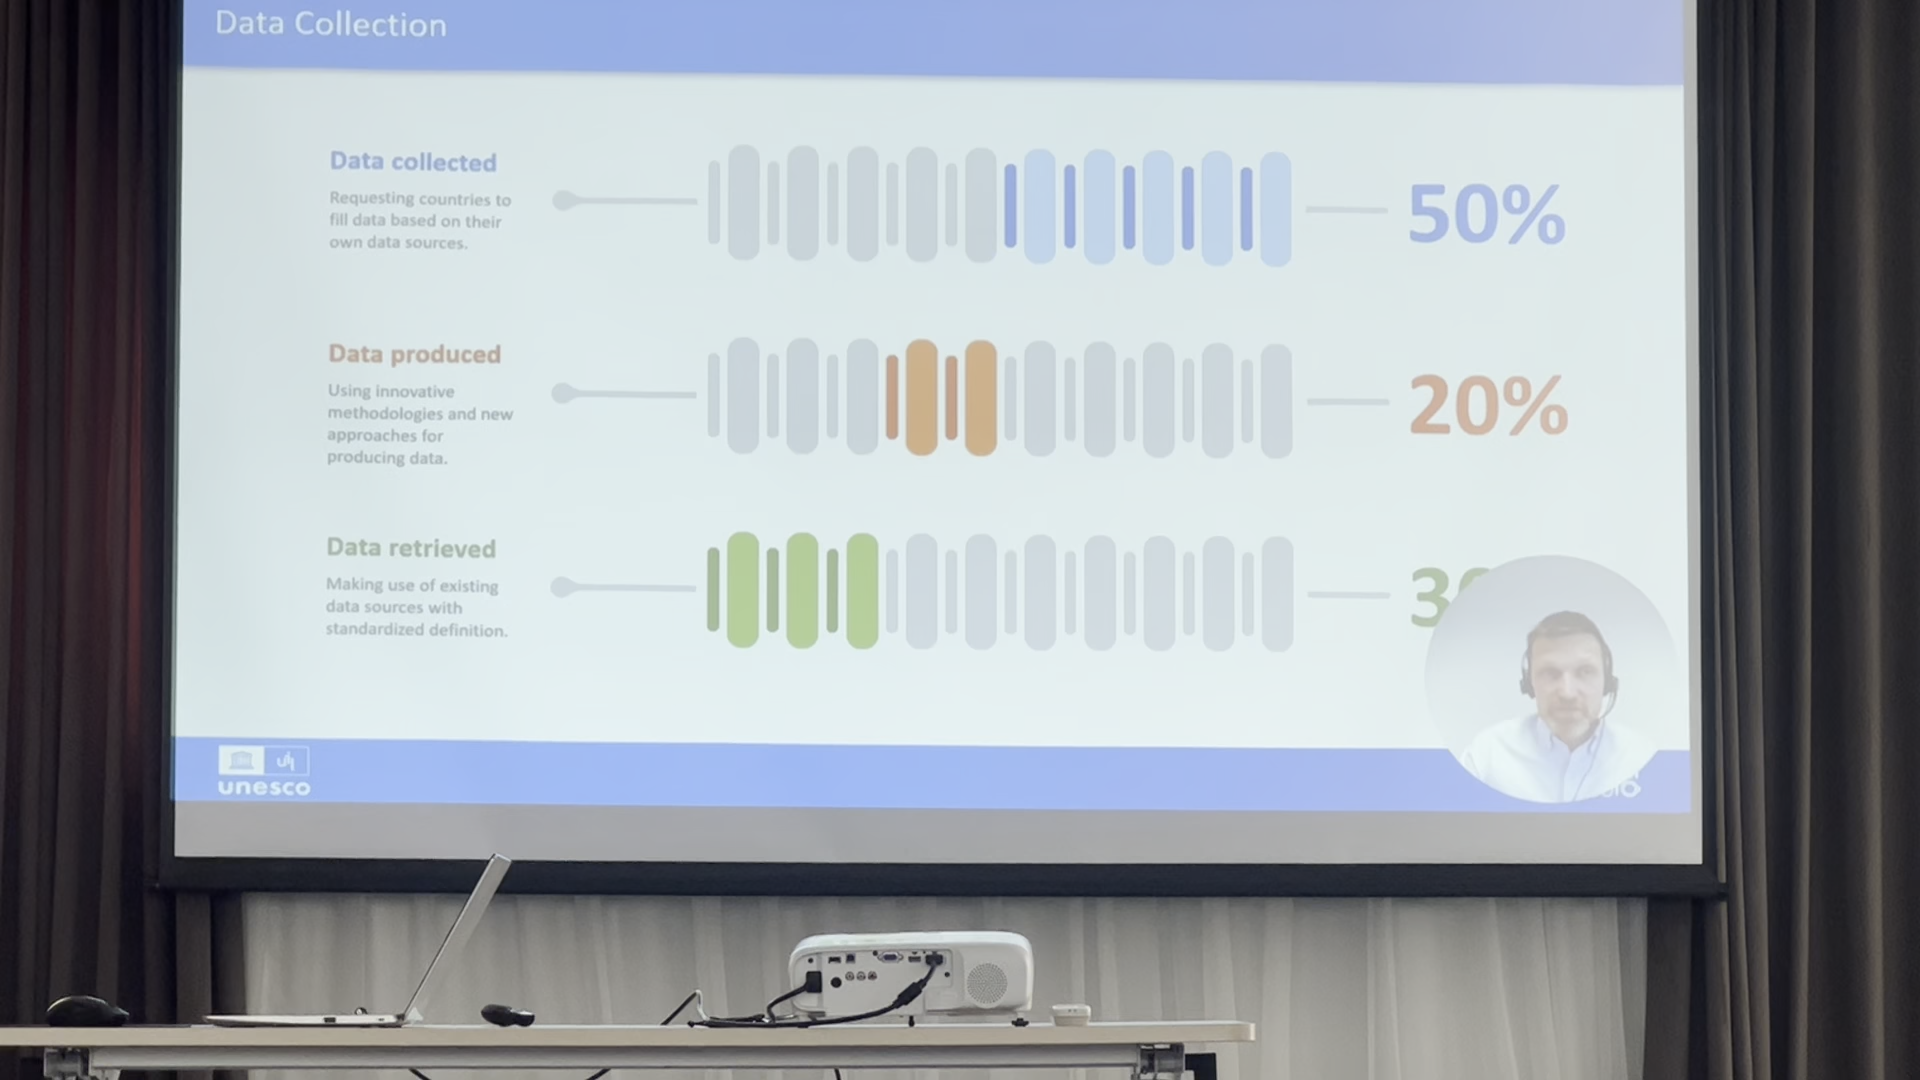 Data Collection
Data collected
Requesting countries to
fill data based on their
own data sources.
50%
Data produced
Using innovative
methodologies and new
approaches for
producing data.
20%
Data retrieved
Making use of existing
data sources with
standardized definition.
3
unesco